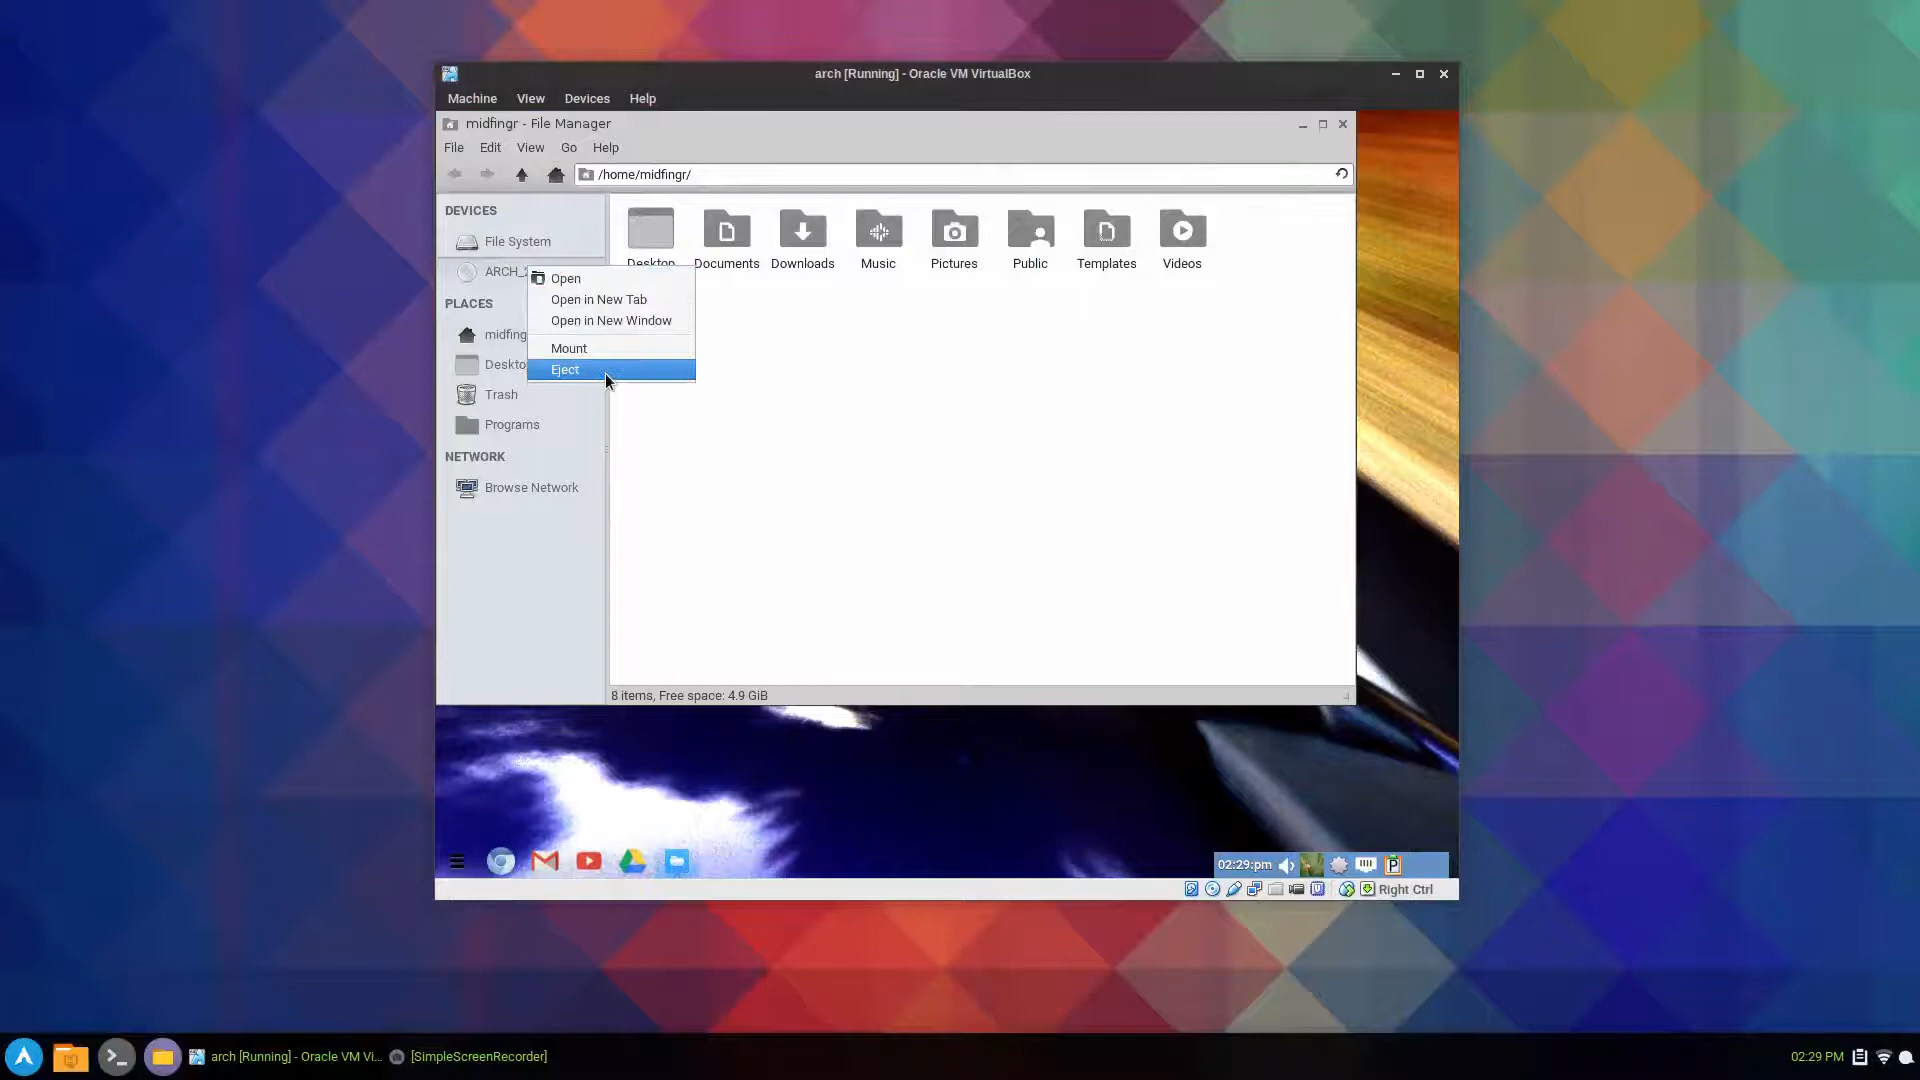 arch [Running] - Oracle VM VirtualBox
Machine View Devices Help
midfingr - File Manager
File Edit View Go Help
/home/midfingr/
DEVICES
File System
ARCH_
PLACES
midfing
Deskto
Trash
Programs
NETWORK
Browse Network
Desktop Documents Downloads Music Pictures Public Templates Videos
Open
Open in New Tab
Open in New Window
Mount
Eject
8 items, Free space: 4.9 GiB
02:29:pm
Right Ctrl
arch [Running] - Oracle VM Vi... [SimpleScreenRecorder]
02:29 PM